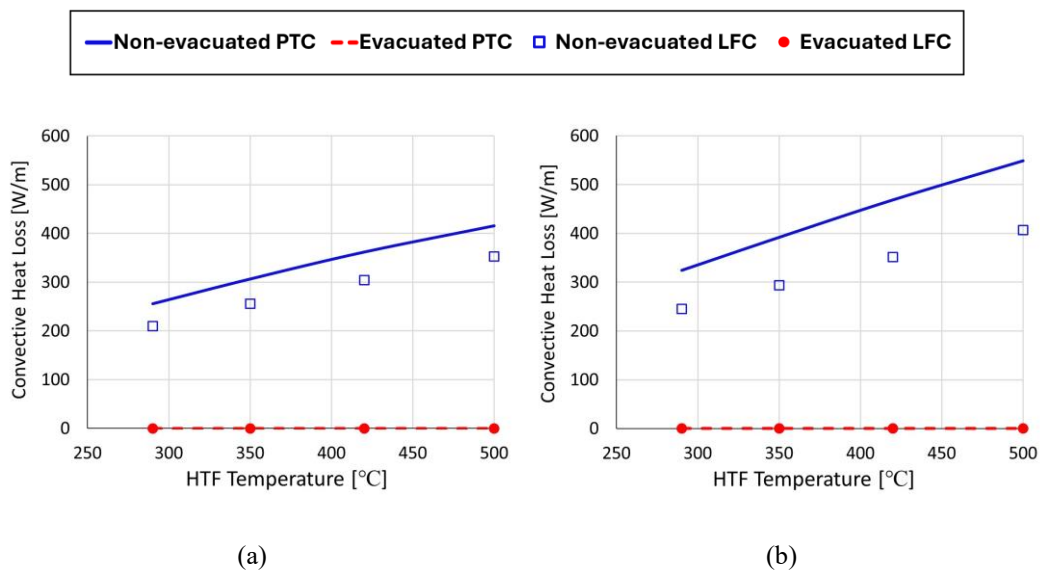 Non-evacuated PTC Evacuated PTC Non-evacuated LFC Evacuated LFC
Convective Heat Loss [W/m]
600
500
400
300
200
100
0
250 300 350 400 450 500
HTF Temperature [°C]
(a)
Convective Heat Loss [W/m]
600
500
400
300
200
100
0
250 300 350 400 450 500
HTF Temperature [°C]
(b)